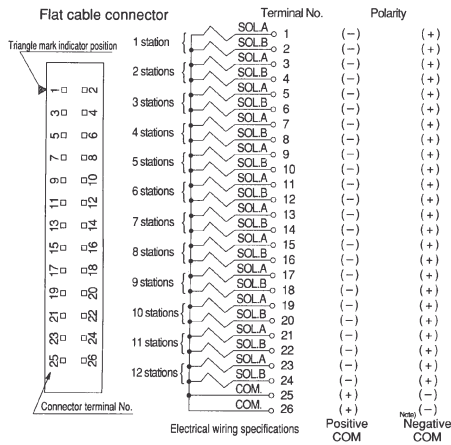 Flat cable connector
Terminal No. Polarity
Triangle mark indicator position
1 2
3 4
5 6
7 8
9 10
11 12
13 14
15 16
17 18
19 20
21 22
23 24
25 26
Connector terminal No.
1 station SOL.A 1 (−) (+)
SOL.B 2 (−) (+)
2 stations SOL.A 3 (−) (+)
SOL.B 4 (−) (+)
3 stations SOL.A 5 (−) (+)
SOL.B 6 (−) (+)
4 stations SOL.A 7 (−) (+)
SOL.B 8 (−) (+)
5 stations SOL.A 9 (−) (+)
SOL.B 10 (−) (+)
6 stations SOL.A 11 (−) (+)
SOL.B 12 (−) (+)
7 stations SOL.A 13 (−) (+)
SOL.B 14 (−) (+)
8 stations SOL.A 15 (−) (+)
SOL.B 16 (−) (+)
9 stations SOL.A 17 (−) (+)
SOL.B 18 (−) (+)
10 stations SOL.A 19 (−) (+)
SOL.B 20 (−) (+)
11 stations SOL.A 21 (−) (+)
SOL.B 22 (−) (+)
12 stations SOL.A 23 (−) (+)
SOL.B 24 (−) (+)
COM. 25 (+) (−)
COM. 26 (+) Note) (−)
Electrical wiring specifications
Positive COM
Negative COM